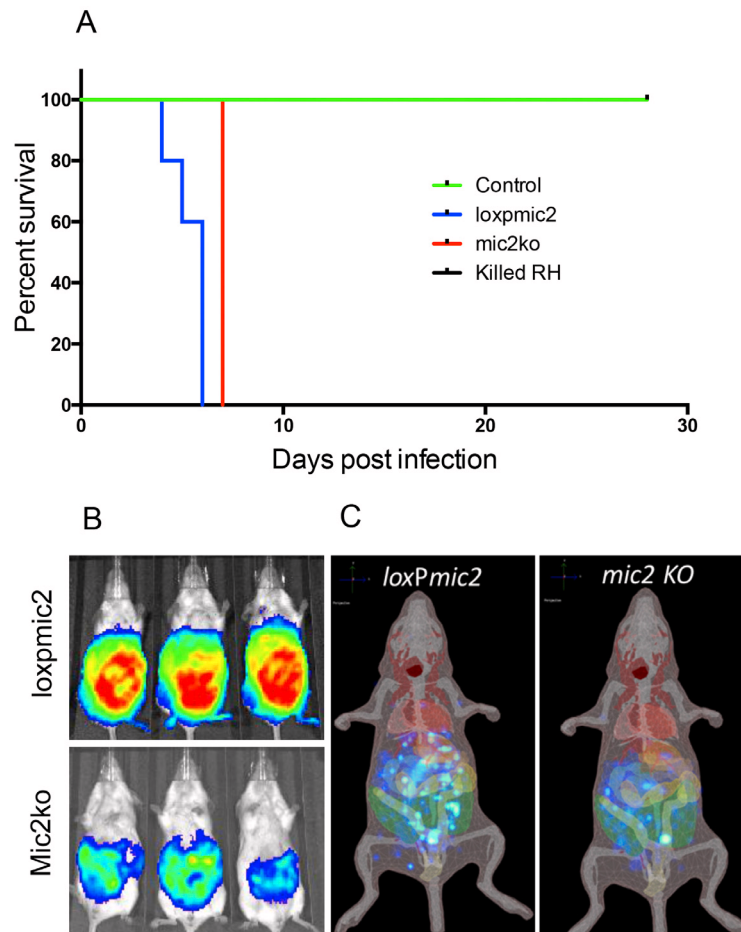 A
Percent survival
100
80
60
40
20
0
0
10
20
30
Days post infection
Control
loxpmic2
mic2ko
Killed RH
B
loxpmic2
Mic2ko
C
loxPmic2
mic2 KO